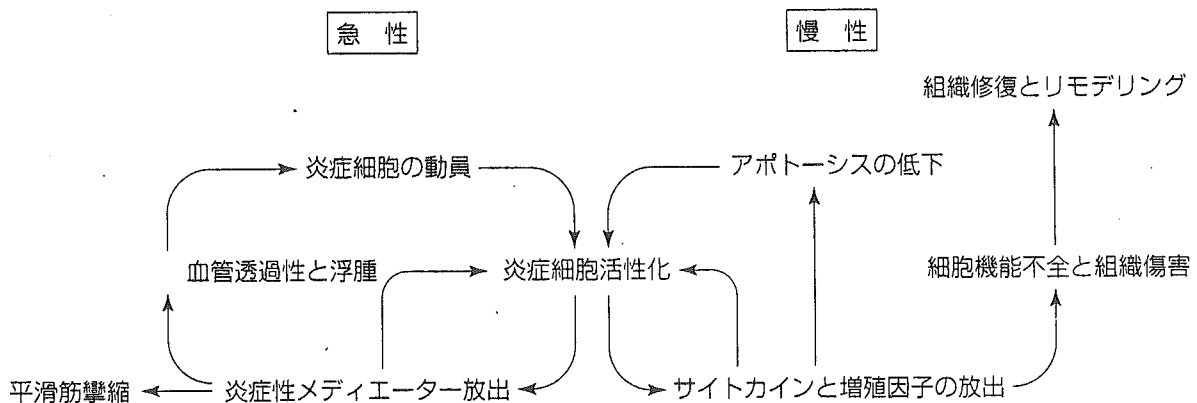 急 性
慢 性
組織修復とリモデリング
炎症細胞の動員
アポトーシスの低下
血管透過性と浮腫
炎症細胞活性化
細胞機能不全と組織傷害
平滑筋攣縮
炎症性メディエーター放出
サイトカインと増殖因子の放出